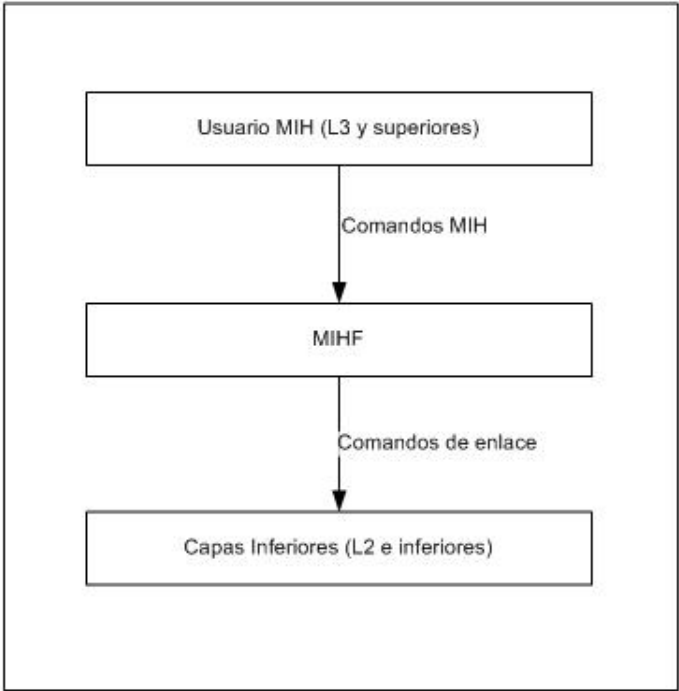 Usuario MIH (L3 y superiores)
Comandos MIH
MIHF
Comandos de enlace
Capas Inferiores (L2 e inferiores)